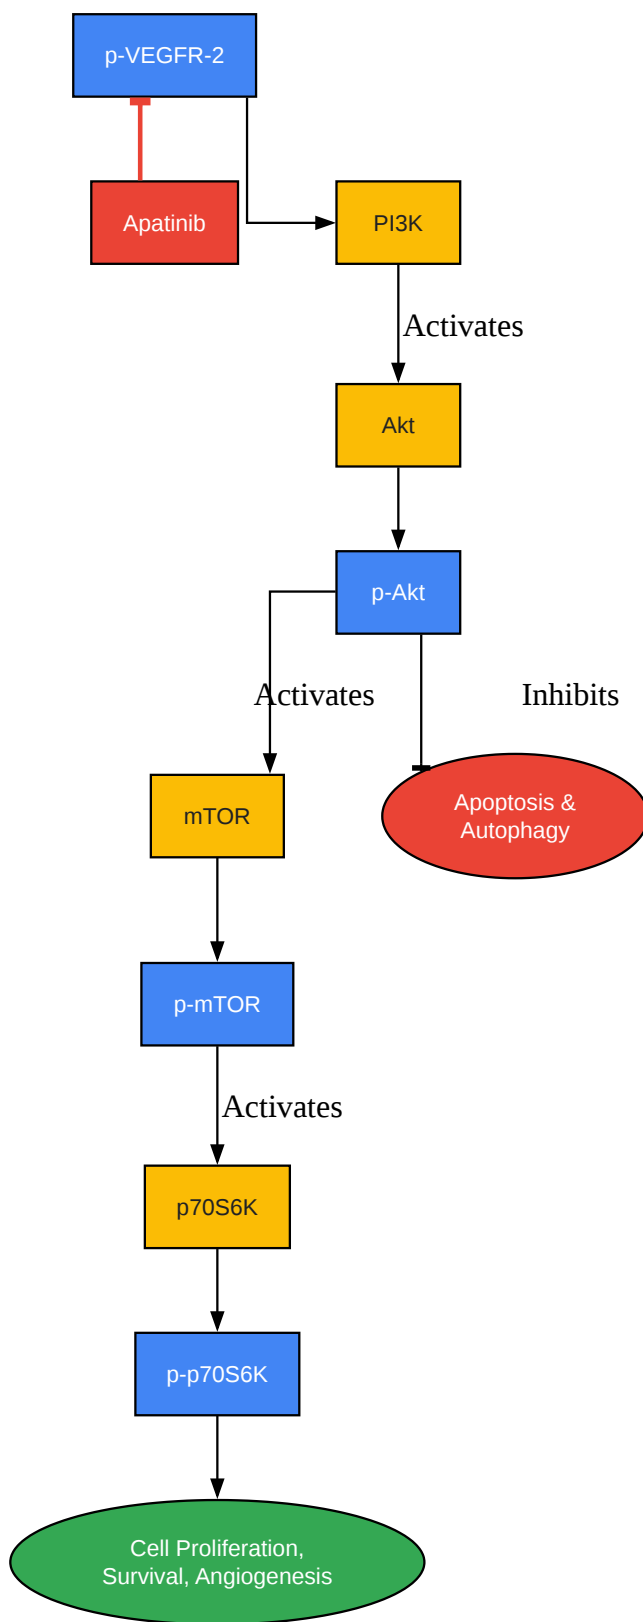 p-VEGFR-2
Apatinib
PI3K
Activates
Akt
p-Akt
Activates
Inhibits
mTOR
Apoptosis &
Autophagy
p-mTOR
Activates
p70S6K
p-p70S6K
Cell Proliferation,
Survival, Angiogenesis